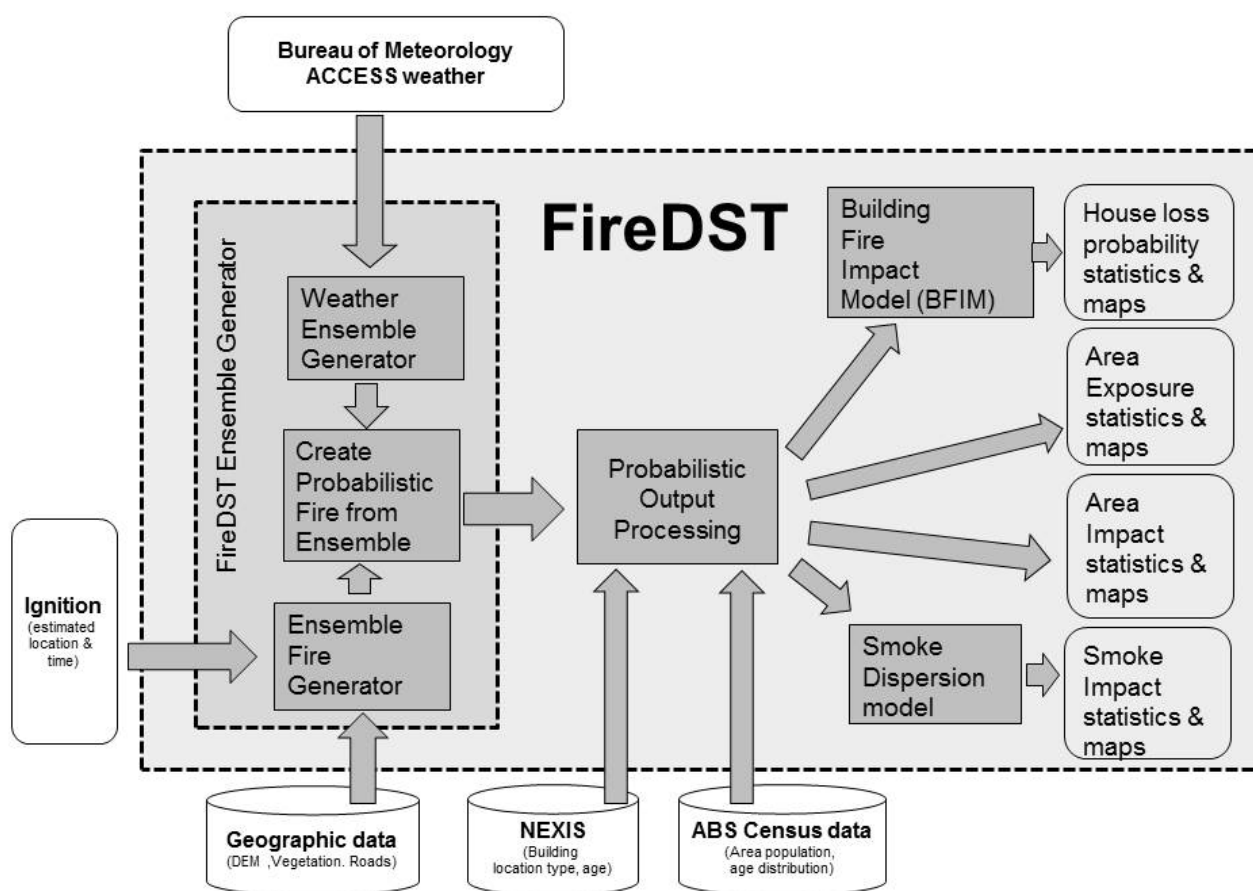 Bureau of Meteorology
ACCESS weather
FireDST
FireDST Ensemble Generator
Weather
Ensemble
Generator
Create
Probabilistic
Fire from
Ensemble
Ensemble
Fire
Generator
Ignition
(estimated
location &
time)
Probabilistic
Output
Processing
Building
Fire
Impact
Model (BFIM)
House loss
probability
statistics &
maps
Area
Exposure
statistics &
maps
Area
Impact
statistics &
maps
Smoke
Dispersion
model
Smoke
Impact
statistics &
maps
Geographic data
(DEM ,Vegetation. Roads)
NEXIS
(Building
location type, age)
ABS Census data
(Area population,
age distribution)